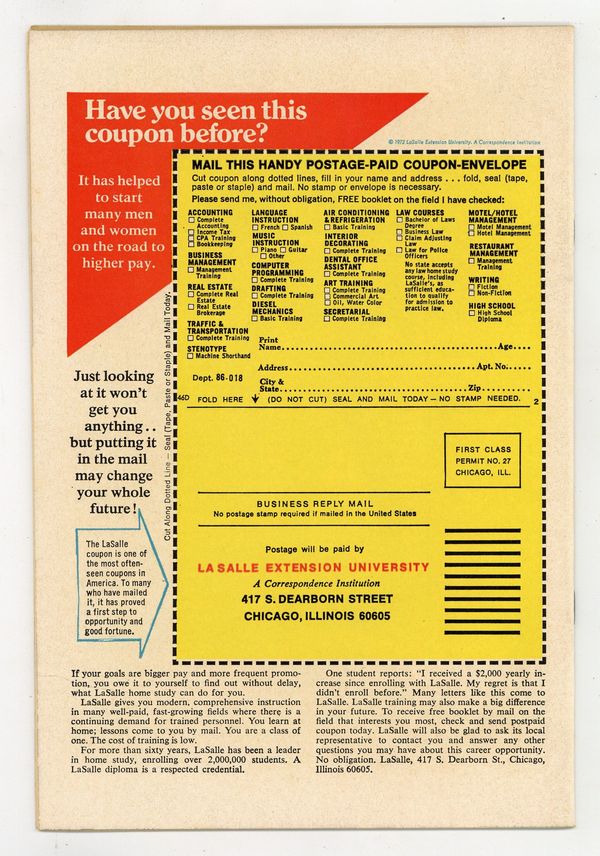 Have you seen this
coupon before?
© 1972 LaSalle Extension University. A Correspondence Institution
It has helped
to start
many men
and women
on the road to
higher pay.
Just looking
at it won't
get you
anything . .
but putting it
in the mail
may change
your whole
future!
The LaSalle
coupon is one of
the most often-
seen coupons in
America. To many
who have mailed
it, it has proved
a first step to
opportunity and
good fortune.
Cut Along Dotted Line — Seal (Tape, Paste or Staple) and Mail Today.
MAIL THIS HANDY POSTAGE-PAID COUPON-ENVELOPE
Cut coupon along dotted lines, fill in your name and address . . . fold, seal (tape,
paste or staple) and mail. No stamp or envelope is necessary.
Please send me, without obligation, FREE booklet on the field I have checked:
ACCOUNTING
Complete
Accounting
Income Tax
CPA Training
Bookkeeping
BUSINESS
MANAGEMENT
Management
Training
REAL ESTATE
Complete Real
Estate
Real Estate
Brokerage
TRAFFIC &
TRANSPORTATION
Complete Training
STENOTYPE
Machine Shorthand
LANGUAGE
INSTRUCTION
French Spanish
MUSIC
INSTRUCTION
Piano Guitar
Other
COMPUTER
PROGRAMMING
Complete Training
DRAFTING
Complete Training
DIESEL
MECHANICS
Basic Training
AIR CONDITIONING
& REFRIGERATION
Basic Training
INTERIOR
DECORATING
Complete Training
DENTAL OFFICE
ASSISTANT
Complete Training
ART TRAINING
Complete Training
Commercial Art
Oil, Water Color
SECRETARIAL
Complete Training
LAW COURSES
Bachelor of Laws
Degree
Business Law
Claim Adjusting
Law
Law for Police
Officers
No state accepts
any law home study
course, including
LaSalle's, as
sufficient educa-
tion to qualify
for admission to
practice law.
MOTEL/HOTEL
MANAGEMENT
Motel Management
Hotel Management
RESTAURANT
MANAGEMENT
Management
Training
WRITING
Fiction
Non-Fiction
HIGH SCHOOL
High School
Diploma
Print
Name Age
Address Apt. No.
Dept. 86-018
City &
State Zip
46D FOLD HERE (DO NOT CUT) SEAL AND MAIL TODAY — NO STAMP NEEDED. 2
FIRST CLASS
PERMIT NO. 27
CHICAGO, ILL.
BUSINESS REPLY MAIL
No postage stamp required if mailed in the United States
Postage will be paid by
LA SALLE EXTENSION UNIVERSITY
A Correspondence Institution
417 S. DEARBORN STREET
CHICAGO, ILLINOIS 60605
If your goals are bigger pay and more frequent promo-
tion, you owe it to yourself to find out without delay,
what LaSalle home study can do for you.
LaSalle gives you modern, comprehensive instruction
in many well-paid, fast-growing fields where there is a
continuing demand for trained personnel. You learn at
home; lessons come to you by mail. You are a class of
one. The cost of training is low.
For more than sixty years, LaSalle has been a leader
in home study, enrolling over 2,000,000 students. A
LaSalle diploma is a respected credential.
One student reports: "I received a $2,000 yearly in-
crease since enrolling with LaSalle. My regret is that I
didn't enroll before." Many letters like this come to
LaSalle. LaSalle training may also make a big difference
in your future. To receive free booklet by mail on the
field that interests you most, check and send postpaid
coupon today. LaSalle will also be glad to ask its local
representative to contact you and answer any other
questions you may have about this career opportunity.
No obligation. LaSalle, 417 S. Dearborn St., Chicago,
Illinois 60605.